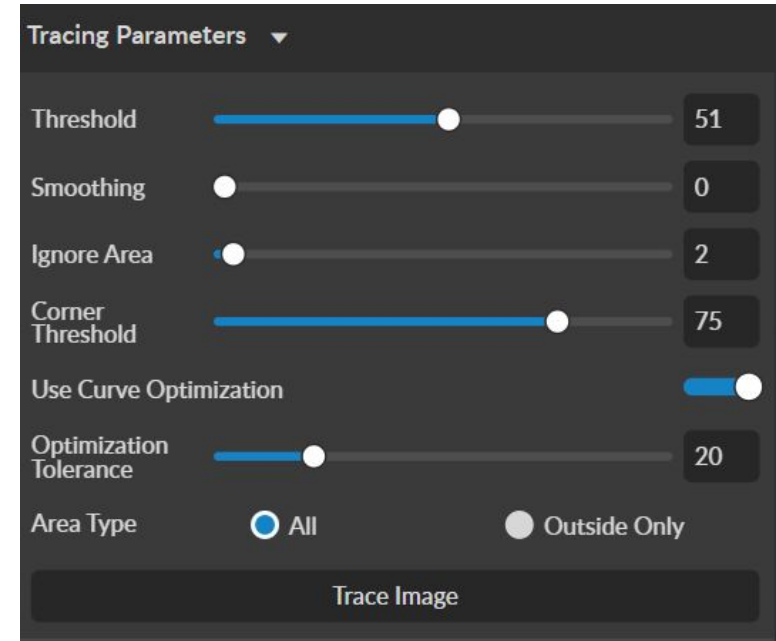 Tracing Parameters
Threshold 51
Smoothing 0
Ignore Area 2
Corner
Threshold 75
Use Curve Optimization
Optimization
Tolerance 20
Area Type All Outside Only
Trace Image